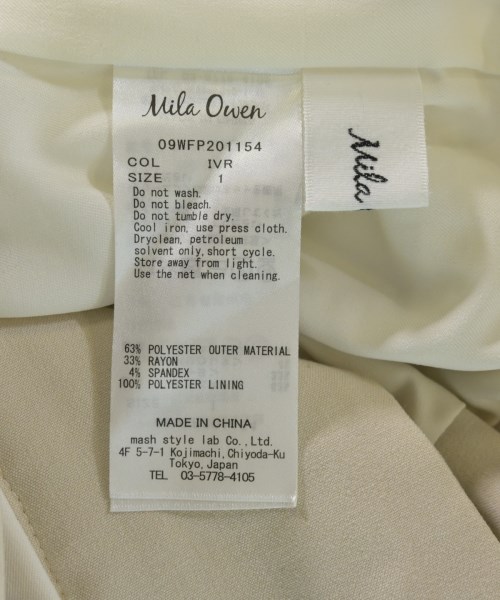 Mila Owen
09WFP201154
COL IVR
SIZE 1
Do not wash.
Do not bleach.
Do not tumble dry.
Cool iron, use press cloth.
Dryclean, petroleum
solvent only, short cycle.
Store away from light.
Use the net when cleaning.
63% POLYESTER OUTER MATERIAL
33% RAYON
4% SPANDEX
100% POLYESTER LINING
MADE IN CHINA
mash style lab Co., Ltd.
4F 5-7-1 Kojimachi, Chiyoda-Ku
Tokyo, Japan
TEL 03-5778-4105
Mila